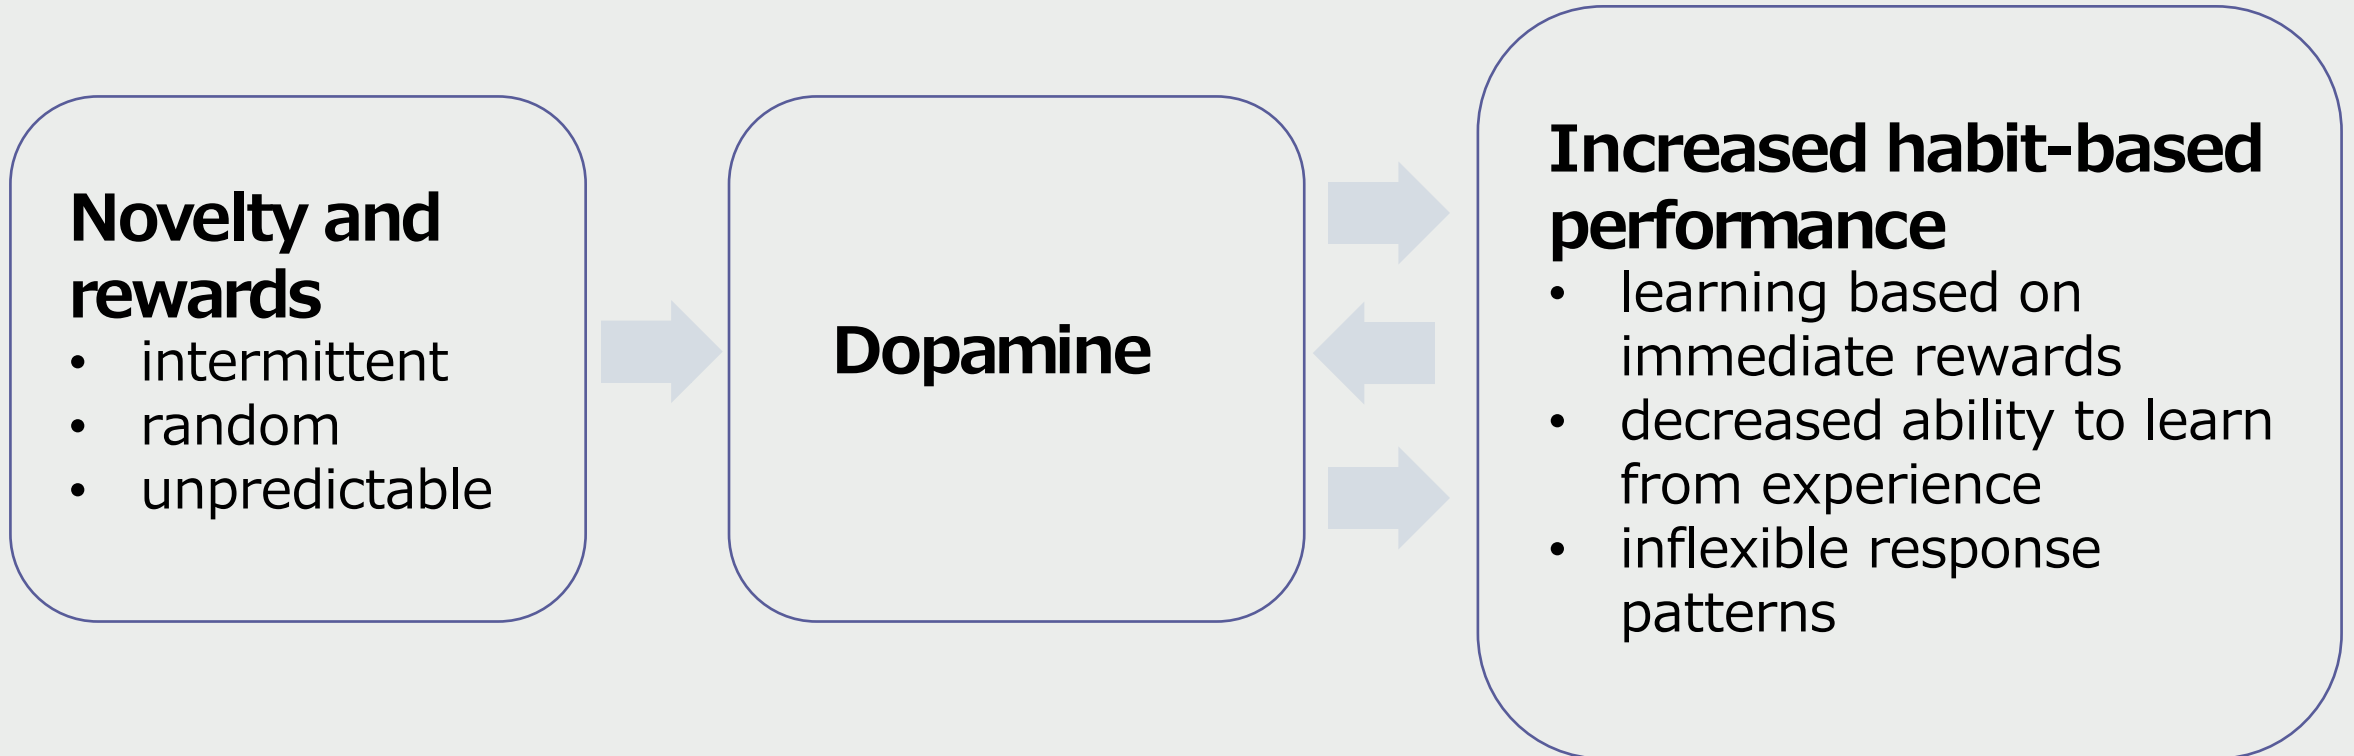 Novelty and
rewards
• intermittent
• random
• unpredictable
Dopamine
Increased habit-based
performance
• learning based on
immediate rewards
• decreased ability to learn
from experience
• inflexible response
patterns